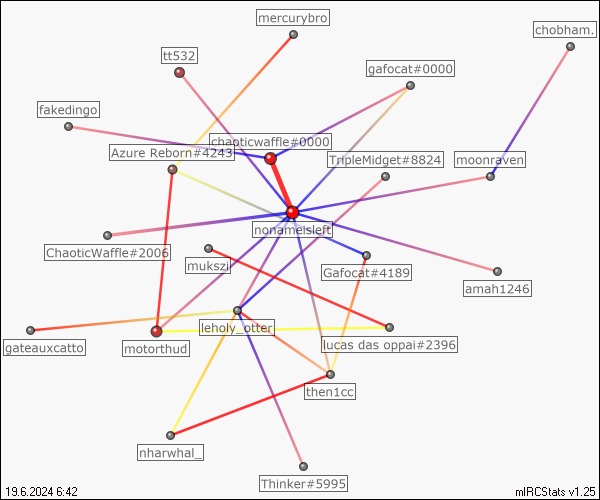 mercurybro
chobham.
tt532
gafocat#0000
fakedingo
chaoticwaffle#0000
Azure Reborn#4243
TripleMidget#8824
moonraven
nonameisleft
ChaoticWaffle#2006
mukszi
Gafocat#4189
amah1246
leholy_otter
gateauxcatto
motorthud
lucas das oppai#2396
then1cc
nharwhal_
Thinker#5995
19.6.2024 6:42
mIRCStats v1.25